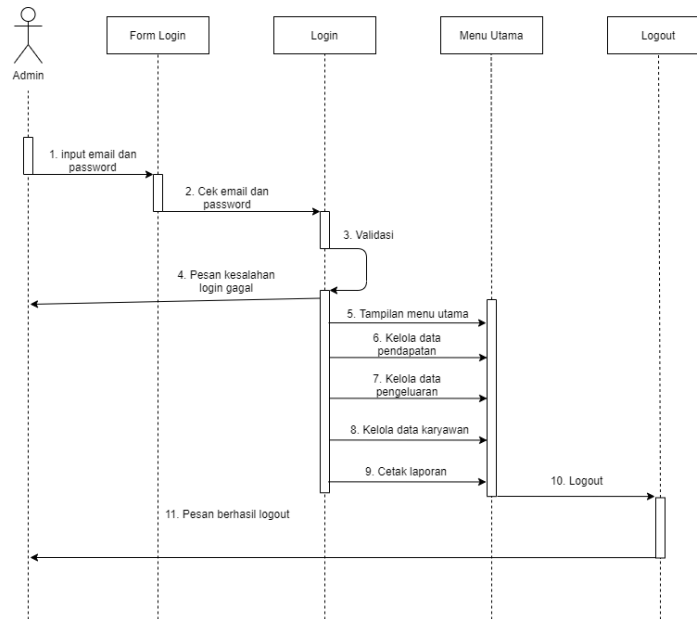 Form Login
Login
Menu Utama
Logout
Admin
1. input email dan
password
2. Cek email dan
password
3. Validasi
4. Pesan kesalahan
login gagal
5. Tampilan menu utama
6. Kelola data
pendapatan
7. Kelola data
pengeluaran
8. Kelola data karyawan
9. Cetak laporan
10. Logout
11. Pesan berhasil logout